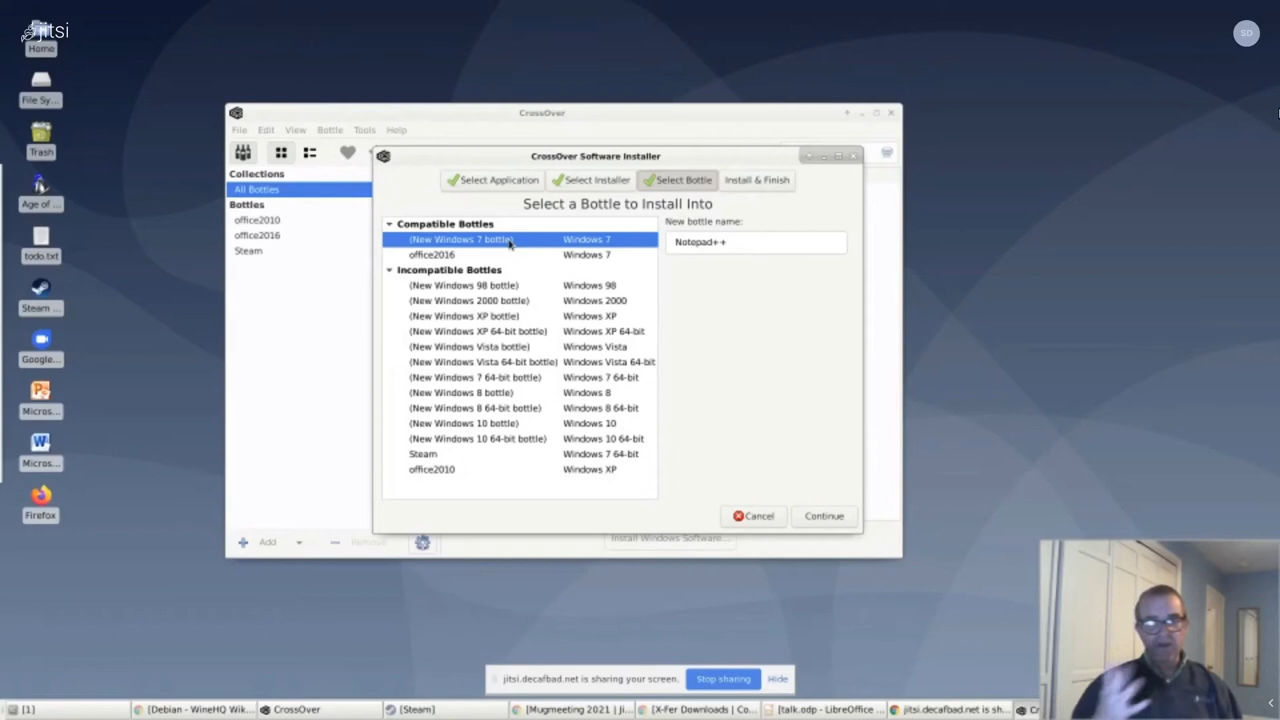 jitsi
SD
Home
File Sy...
Trash
Age of ...
todo.txt
Steam ...
Google...
Micros...
Micros...
Firefox
CrossOver
File Edit View Bottle Tools Help
Collections
All Bottles
Bottles
office2010
office2016
Steam
Add
Remove
Install Windows Software...
CrossOver Software Installer
Select Application Select Installer Select Bottle Install & Finish
Select a Bottle to Install Into
Compatible Bottles
(New Windows 7 bottle) Windows 7
office2016 Windows 7
Incompatible Bottles
(New Windows 98 bottle) Windows 98
(New Windows 2000 bottle) Windows 2000
(New Windows XP bottle) Windows XP
(New Windows XP 64-bit bottle) Windows XP 64-bit
(New Windows Vista bottle) Windows Vista
(New Windows Vista 64-bit bottle) Windows Vista 64-bit
(New Windows 7 64-bit bottle) Windows 7 64-bit
(New Windows 8 bottle) Windows 8
(New Windows 8 64-bit bottle) Windows 8 64-bit
(New Windows 10 bottle) Windows 10
(New Windows 10 64-bit bottle) Windows 10 64-bit
Steam Windows 7 64-bit
office2010 Windows XP
New bottle name:
Notepad++
Cancel Continue
jitsi.decafbad.net is sharing your screen. Stop sharing Hide
[1] [Debian - WineHQ Wik... CrossOver [Steam] [Mugmeeting 2021 | Ji... [X-Fer Downloads | Co... [talk.odp - LibreOffice ... jitsi.decafbad.net is sh... Cr